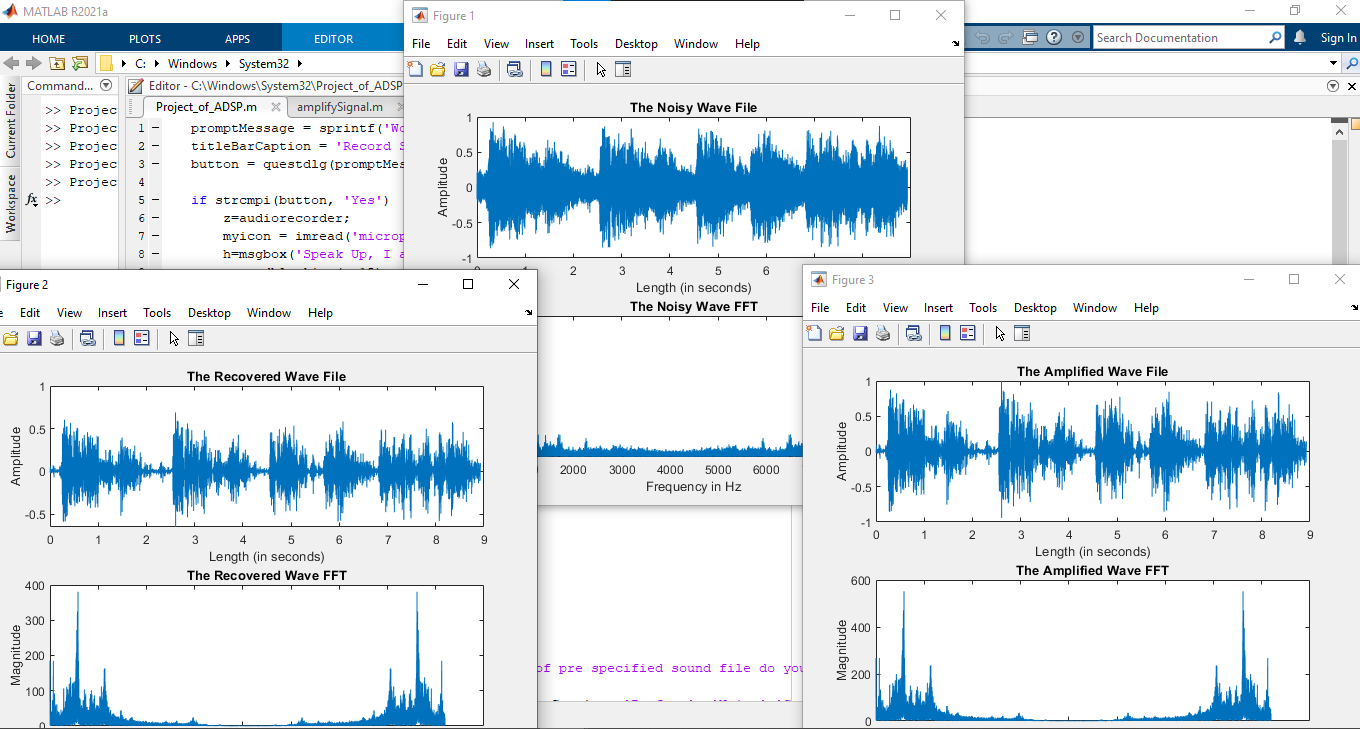 MATLAB R2021a
HOME PLOTS APPS EDITOR
Search Documentation
Sign In
C: Windows System32
Current Folder
Workspace
Command...
>> Projec
>> Projec
>> Projec
>> Projec
>> Projec
fx >>
Editor - C:\Windows\System32\Project_of_ADSP
Project_of_ADSP.m amplifySignal.m
1 promptMessage = sprintf('Wo
2 titleBarCaption = 'Record S
3 button = questdlg(promptMes
4
5 if strcmpi(button, 'Yes')
6 z=audiorecorder;
7 myicon = imread('microp
8 h=msgbox('Speak Up, I a
of pre specified sound file do you
Figure 1
File Edit View Insert Tools Desktop Window Help
The Noisy Wave File
Amplitude
1
0.5
0
-0.5
-1
0 1 2 3 4 5 6
Length (in seconds)
The Noisy Wave FFT
2000 3000 4000 5000 6000
Frequency in Hz
Figure 2
Edit View Insert Tools Desktop Window Help
The Recovered Wave File
Amplitude
1
0.5
0
-0.5
0 1 2 3 4 5 6 7 8 9
Length (in seconds)
The Recovered Wave FFT
Magnitude
400
300
200
100
0
Figure 3
File Edit View Insert Tools Desktop Window Help
The Amplified Wave File
Amplitude
1
0.5
0
-0.5
-1
0 1 2 3 4 5 6 7 8 9
Length (in seconds)
The Amplified Wave FFT
Magnitude
600
400
200
0